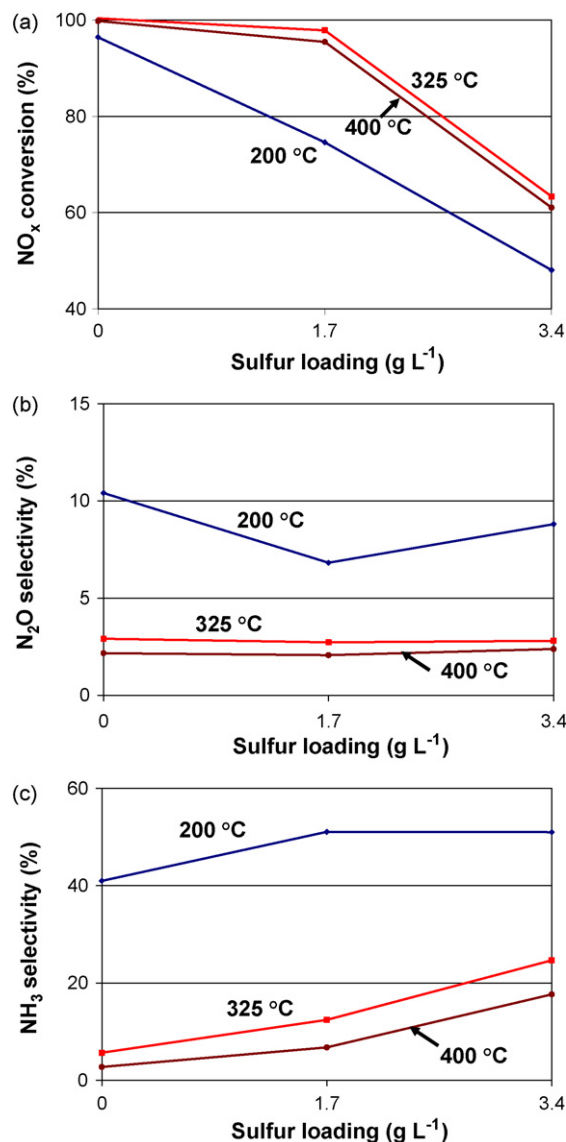 (a)
100
80
60
40
NOx conversion (%)
325 °C
400 °C
200 °C
0
1.7
3.4
Sulfur loading (g L⁻¹)
(b)
15
10
5
0
N₂O selectivity (%)
200 °C
325 °C
400 °C
0
1.7
3.4
Sulfur loading (g L⁻¹)
(c)
60
40
20
0
NH₃ selectivity (%)
200 °C
325 °C
400 °C
0
1.7
3.4
Sulfur loading (g L⁻¹)